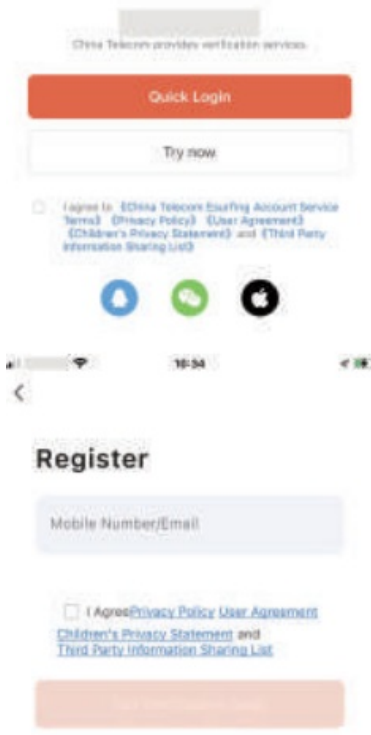 China Telecom provides verification services.
Quick Login
Try now
I agree to 《China Telecom Esurfing Account Service
Terms》 《Privacy Policy》 《User Agreement》
《Children's Privacy Statement》 and 《Third Party
Information Sharing List》
10:34
Register
Mobile Number/Email
I Agree Privacy Policy User Agreement
Children's Privacy Statement and
Third Party Information Sharing List